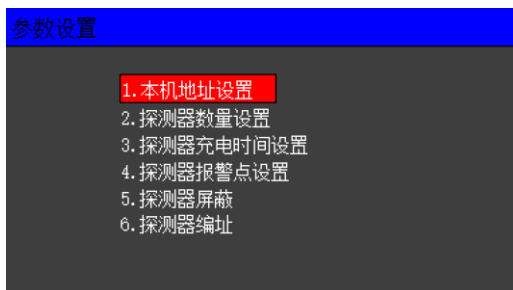 参数设置
1.本机地址设置
2.探测器数量设置
3.探测器充电时间设置
4.探测器报警点设置
5.探测器屏蔽
6.探测器编址